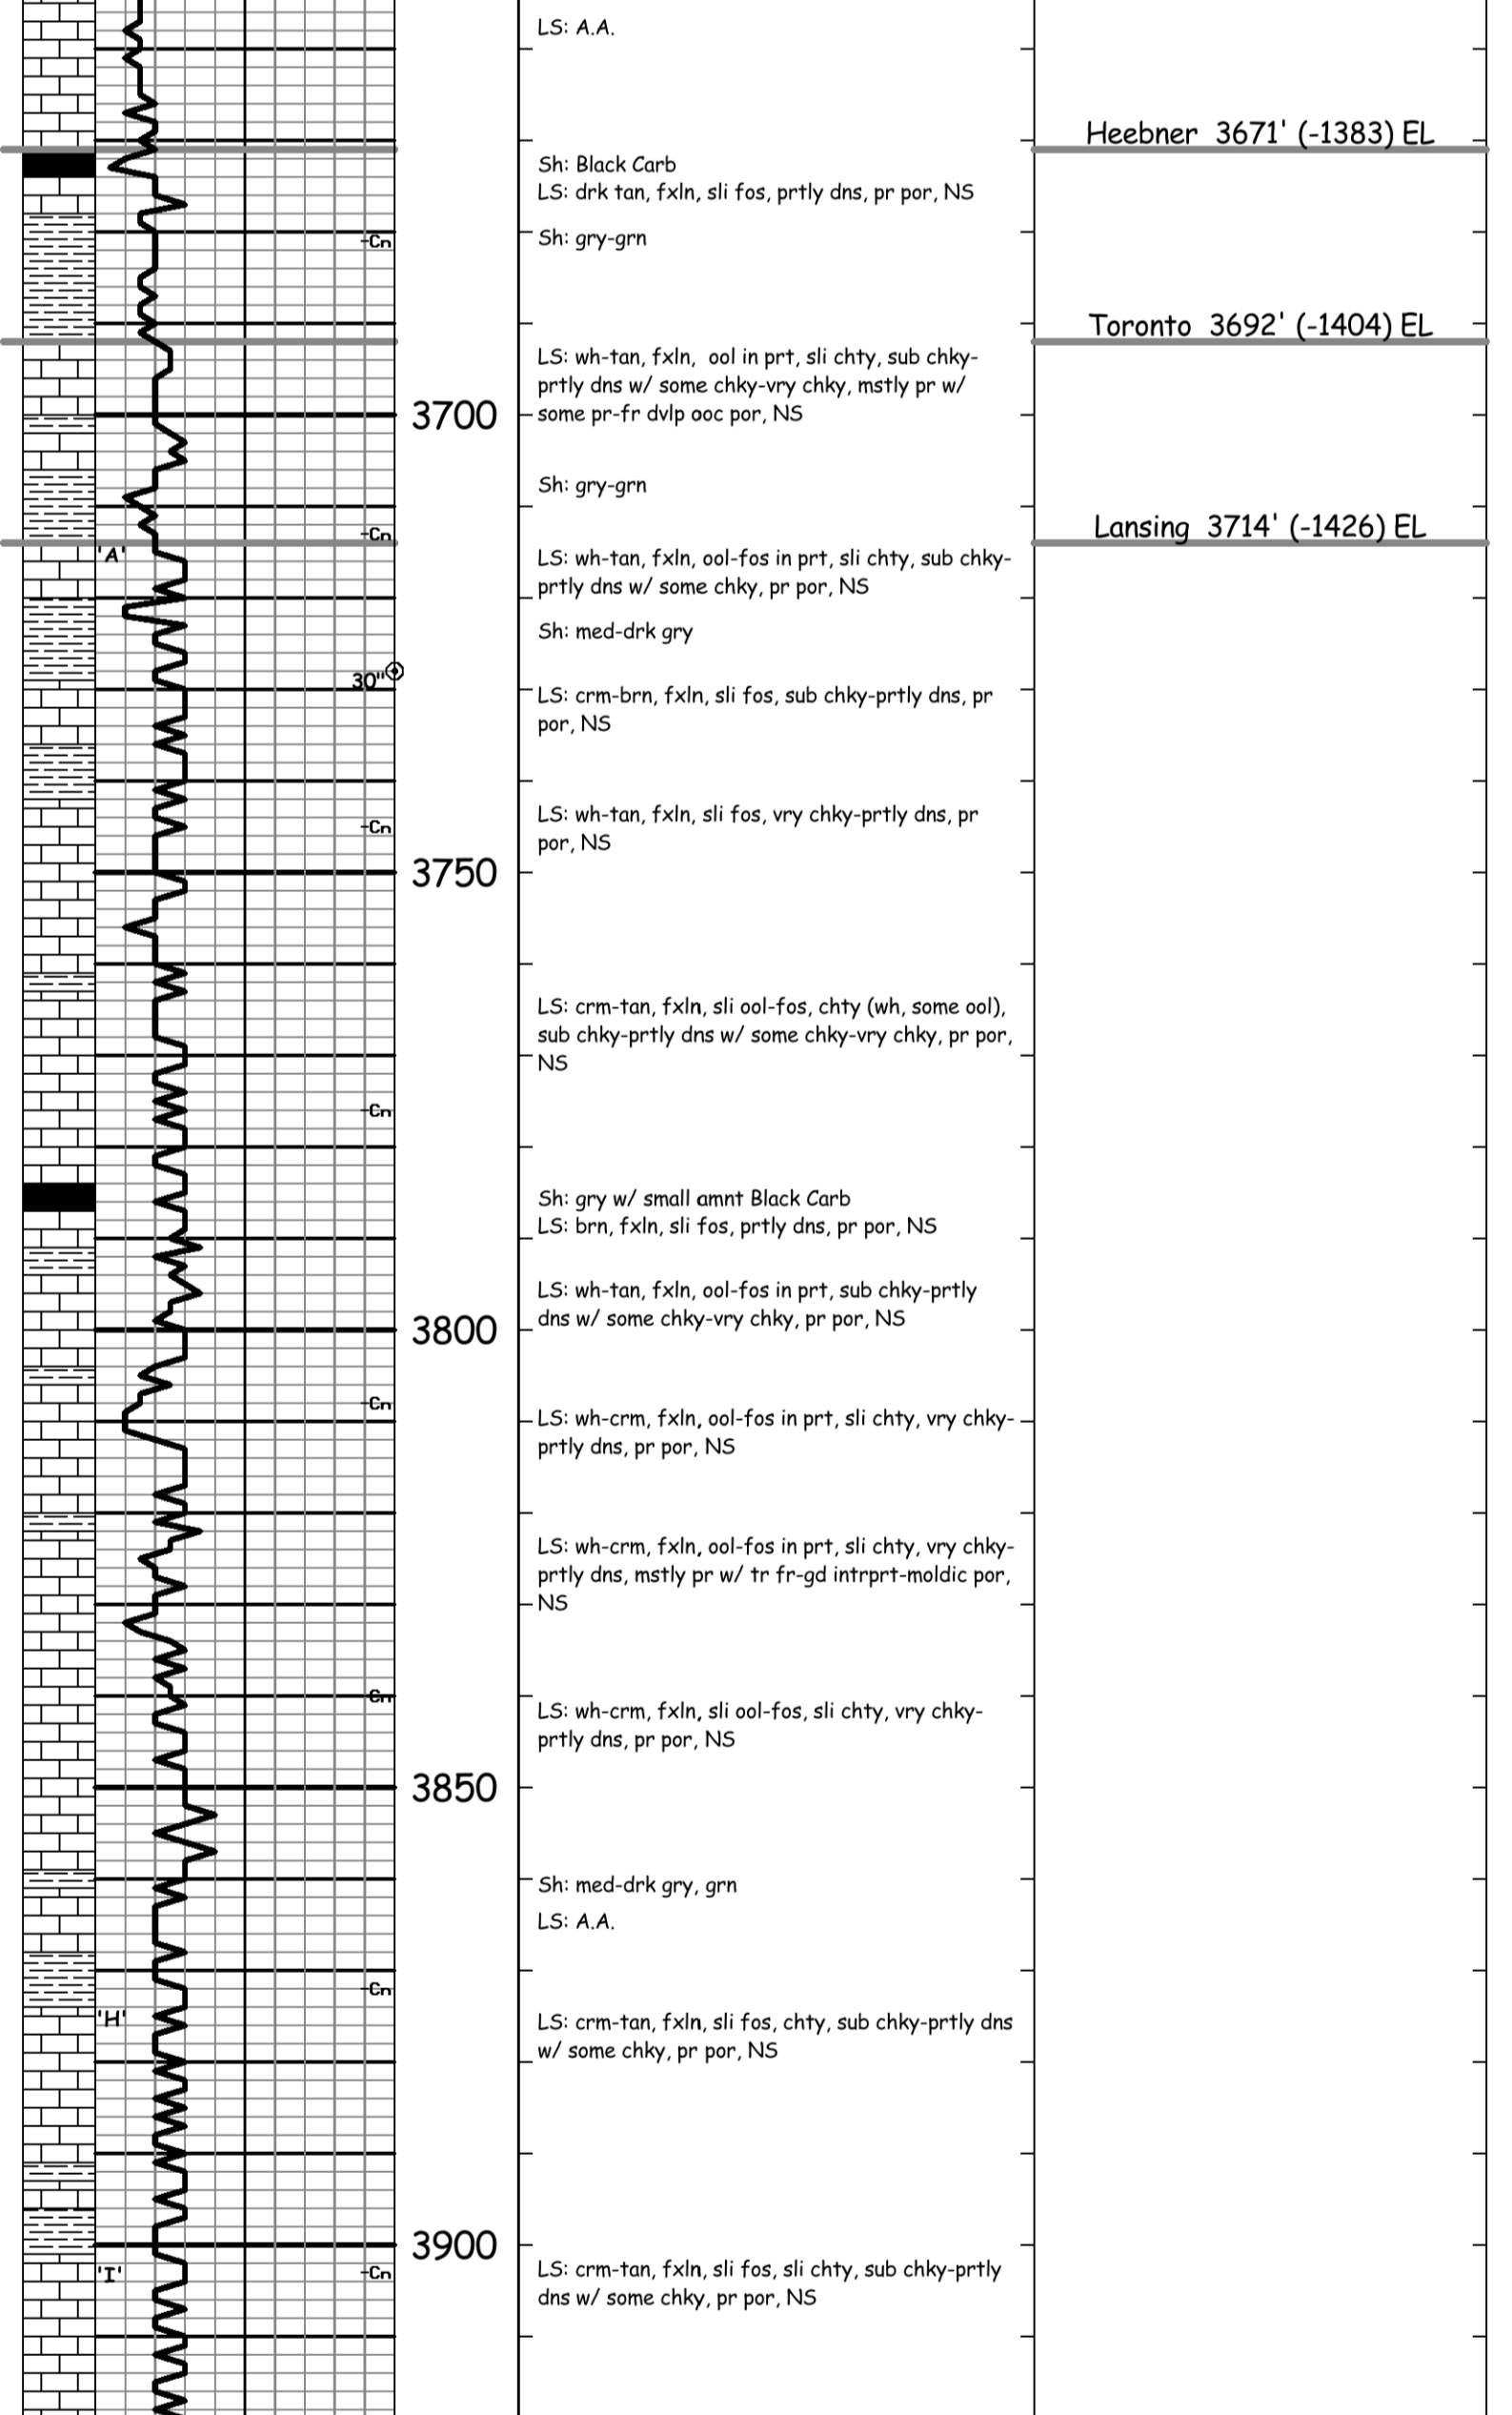 LS: A.A.
Heebner 3671' (-1383) EL
Sh: Black Carb
LS: drk tan, fxln, sli fos, prtly dns, pr por, NS
Sh: gry-grn
Cn
Toronto 3692' (-1404) EL
LS: wh-tan, fxln, ool in prt, sli chty, sub chky-
prtly dns w/ some chky-vry chky, mstly pr w/
some pr-fr dvlp ooc por, NS
3700
Sh: gry-grn
Lansing 3714' (-1426) EL
Cn
'A'
LS: wh-tan, fxln, ool-fos in prt, sli chty, sub chky-
prtly dns w/ some chky, pr por, NS
Sh: med-drk gry
30"
LS: crm-brn, fxln, sli fos, sub chky-prtly dns, pr
por, NS
LS: wh-tan, fxln, sli fos, vry chky-prtly dns, pr
por, NS
Cn
3750
LS: crm-tan, fxln, sli ool-fos, chty (wh, some ool),
sub chky-prtly dns w/ some chky-vry chky, pr por,
NS
Cn
Sh: gry w/ small amnt Black Carb
LS: brn, fxln, sli fos, prtly dns, pr por, NS
LS: wh-tan, fxln, ool-fos in prt, sub chky-prtly
dns w/ some chky-vry chky, pr por, NS
3800
Cn
LS: wh-crm, fxln, ool-fos in prt, sli chty, vry chky-
prtly dns, pr por, NS
LS: wh-crm, fxln, ool-fos in prt, sli chty, vry chky-
prtly dns, mstly pr w/ tr fr-gd intrprt-moldic por,
NS
Cn
LS: wh-crm, fxln, sli ool-fos, sli chty, vry chky-
prtly dns, pr por, NS
3850
Sh: med-drk gry, grn
LS: A.A.
Cn
'H'
LS: crm-tan, fxln, sli fos, chty, sub chky-prtly dns
w/ some chky, pr por, NS
3900
'I'
Cn
LS: crm-tan, fxln, sli fos, sli chty, sub chky-prtly
dns w/ some chky, pr por, NS